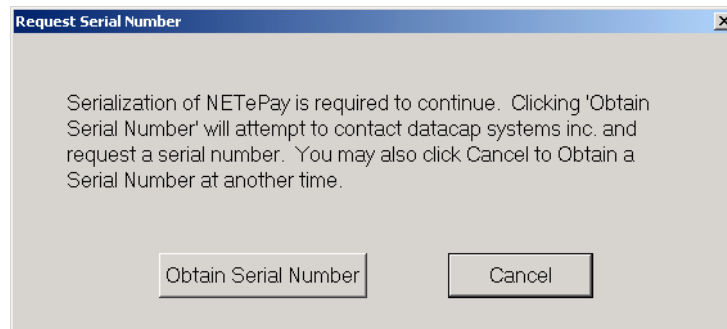 Request Serial Number
Serialization of NETePay is required to continue.  Clicking 'Obtain
Serial Number' will attempt to contact datacap systems inc. and
request a serial number.  You may also click Cancel to Obtain a
Serial Number at another time.
Obtain Serial Number
Cancel